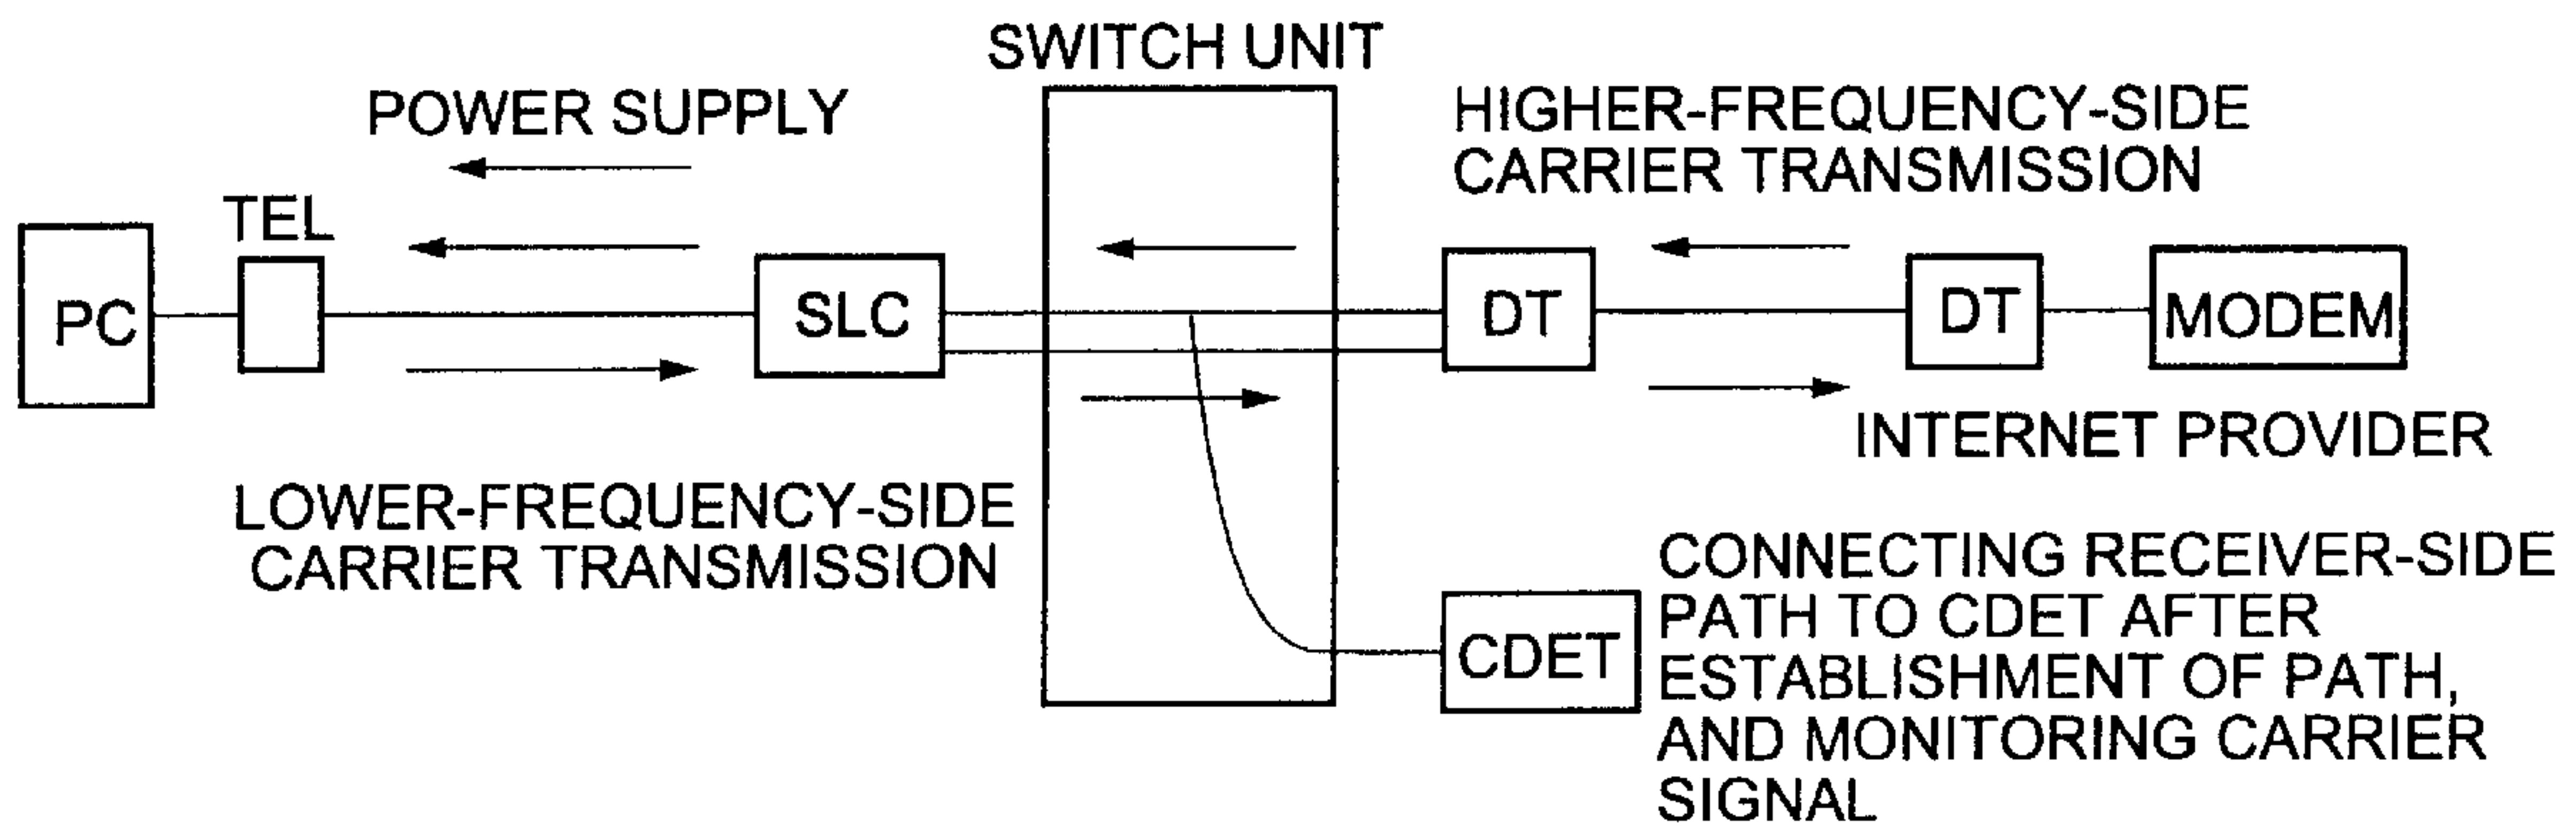 SWITCH UNIT
POWER SUPPLY
HIGHER-FREQUENCY-SIDE
CARRIER TRANSMISSION
TEL
PC
SLC
DT
DT
MODEM
INTERNET PROVIDER
LOWER-FREQUENCY-SIDE
CARRIER TRANSMISSION
CDET
CONNECTING RECEIVER-SIDE
PATH TO CDET AFTER
ESTABLISHMENT OF PATH,
AND MONITORING CARRIER
SIGNAL